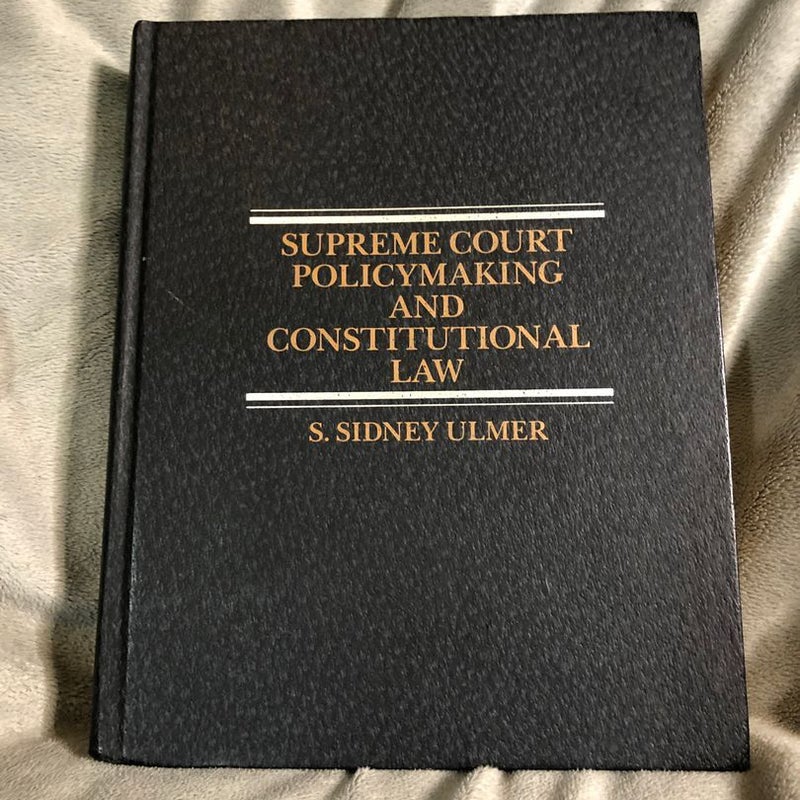 SUPREME COURT
POLICYMAKING
AND
CONSTITUTIONAL
LAW
S. SIDNEY ULMER